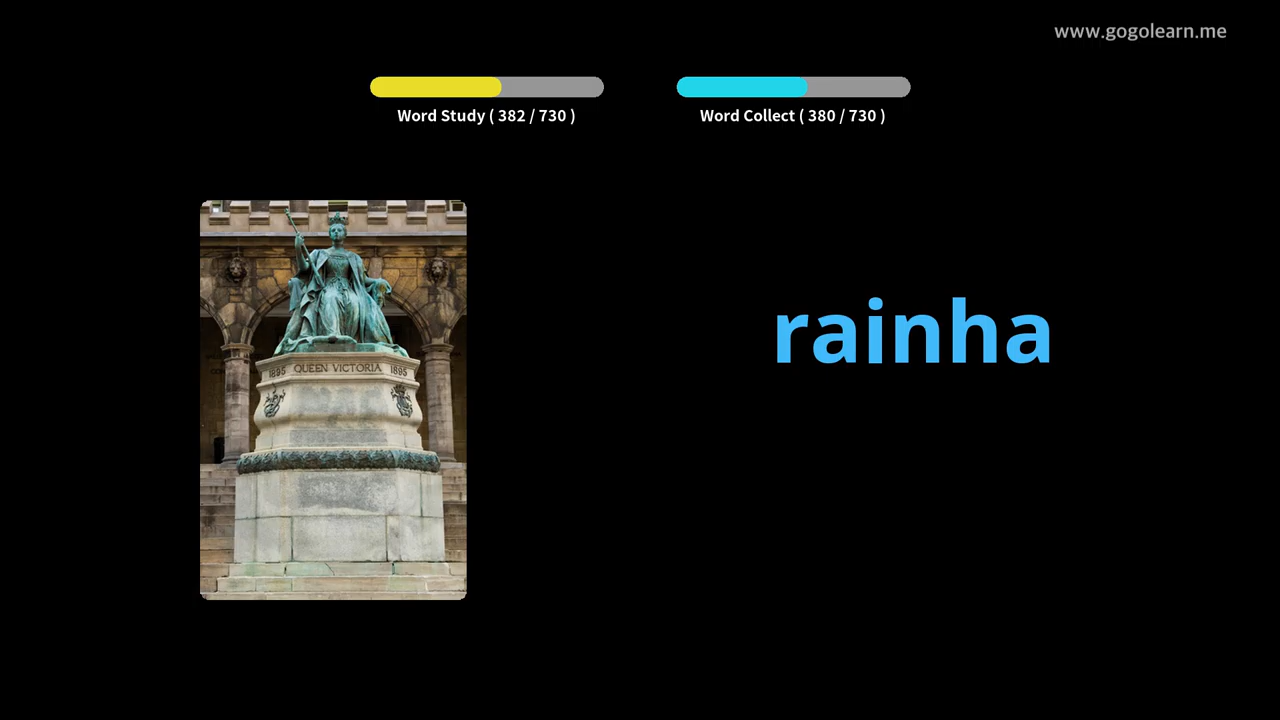 www.gogolearn.me
Word Study ( 382 / 730 )
Word Collect ( 380 / 730 )
1895 QUEEN VICTORIA 1895
rainha